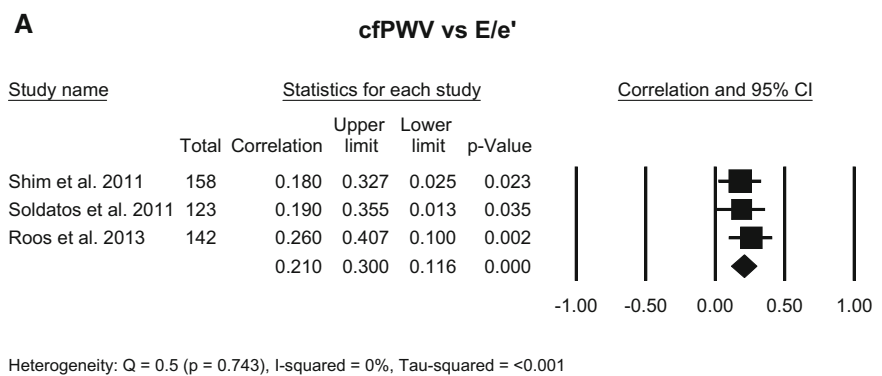 A
cfPWV vs E/e'
Study name Statistics for each study Correlation and 95% CI
Total Correlation Upper limit Lower limit p-Value
Shim et al. 2011 158 0.180 0.327 0.025 0.023
Soldatos et al. 2011 123 0.190 0.355 0.013 0.035
Roos et al. 2013 142 0.260 0.407 0.100 0.002
0.210 0.300 0.116 0.000
-1.00 -0.50 0.00 0.50 1.00
Heterogeneity: Q = 0.5 (p = 0.743), I-squared = 0%, Tau-squared = <0.001